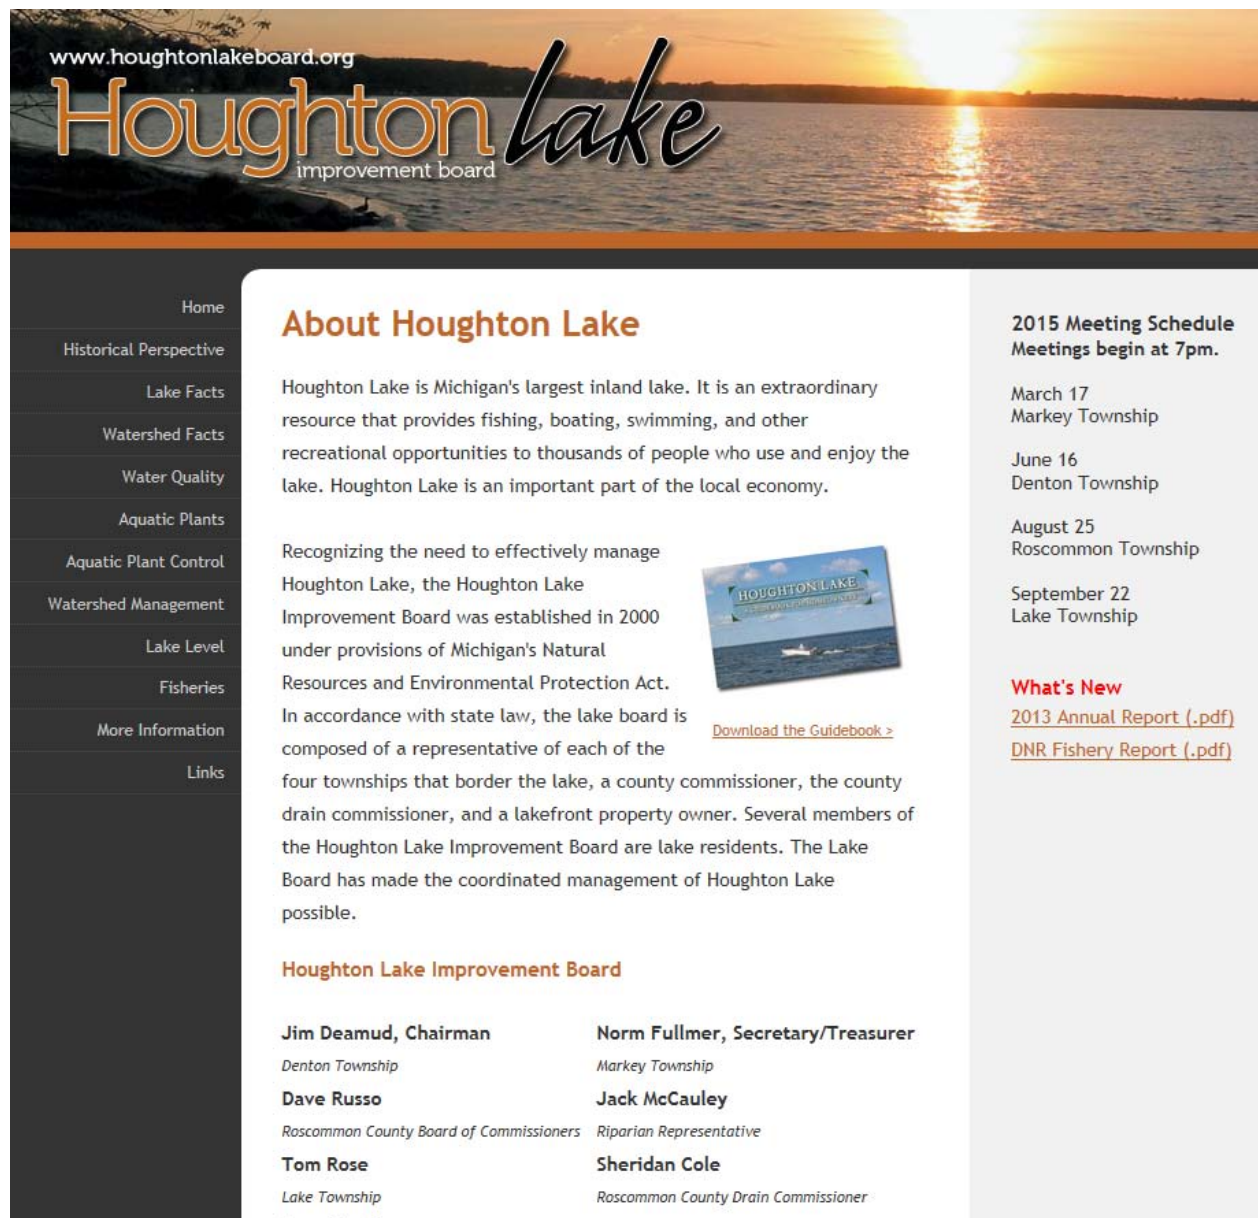 www.houghtonlakeboard.org
Houghton lake
improvement board
Home
Historical Perspective
Lake Facts
Watershed Facts
Water Quality
Aquatic Plants
Aquatic Plant Control
Watershed Management
Lake Level
Fisheries
More Information
Links
About Houghton Lake
Houghton Lake is Michigan's largest inland lake. It is an extraordinary
resource that provides fishing, boating, swimming, and other
recreational opportunities to thousands of people who use and enjoy the
lake. Houghton Lake is an important part of the local economy.
Recognizing the need to effectively manage
Houghton Lake, the Houghton Lake
Improvement Board was established in 2000
under provisions of Michigan's Natural
Resources and Environmental Protection Act.
In accordance with state law, the lake board is
composed of a representative of each of the
four townships that border the lake, a county commissioner, the county
drain commissioner, and a lakefront property owner. Several members of
the Houghton Lake Improvement Board are lake residents. The Lake
Board has made the coordinated management of Houghton Lake
possible.
HOUGHTON LAKE
Download the Guidebook >
Houghton Lake Improvement Board
Jim Deamud, Chairman
Denton Township
Norm Fullmer, Secretary/Treasurer
Markey Township
Dave Russo
Roscommon County Board of Commissioners
Jack McCauley
Riparian Representative
Tom Rose
Lake Township
Sheridan Cole
Roscommon County Drain Commissioner
2015 Meeting Schedule
Meetings begin at 7pm.
March 17
Markey Township
June 16
Denton Township
August 25
Roscommon Township
September 22
Lake Township
What's New
2013 Annual Report (.pdf)
DNR Fishery Report (.pdf)